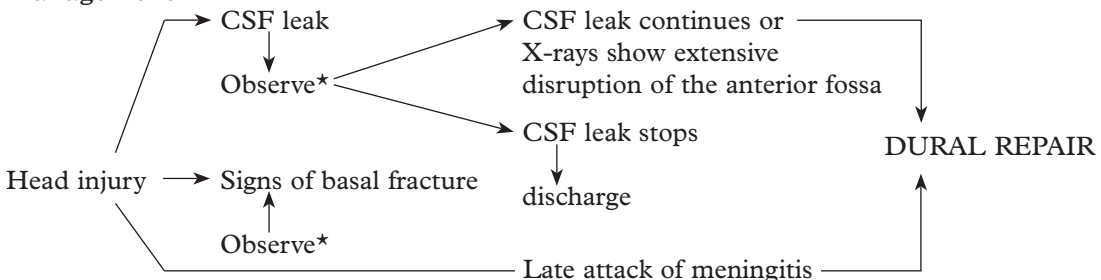 CSF leak
Observe★
CSF leak continues or
X-rays show extensive
disruption of the anterior fossa
CSF leak stops
discharge
DURAL REPAIR
Head injury
Signs of basal fracture
Observe★
Late attack of meningitis